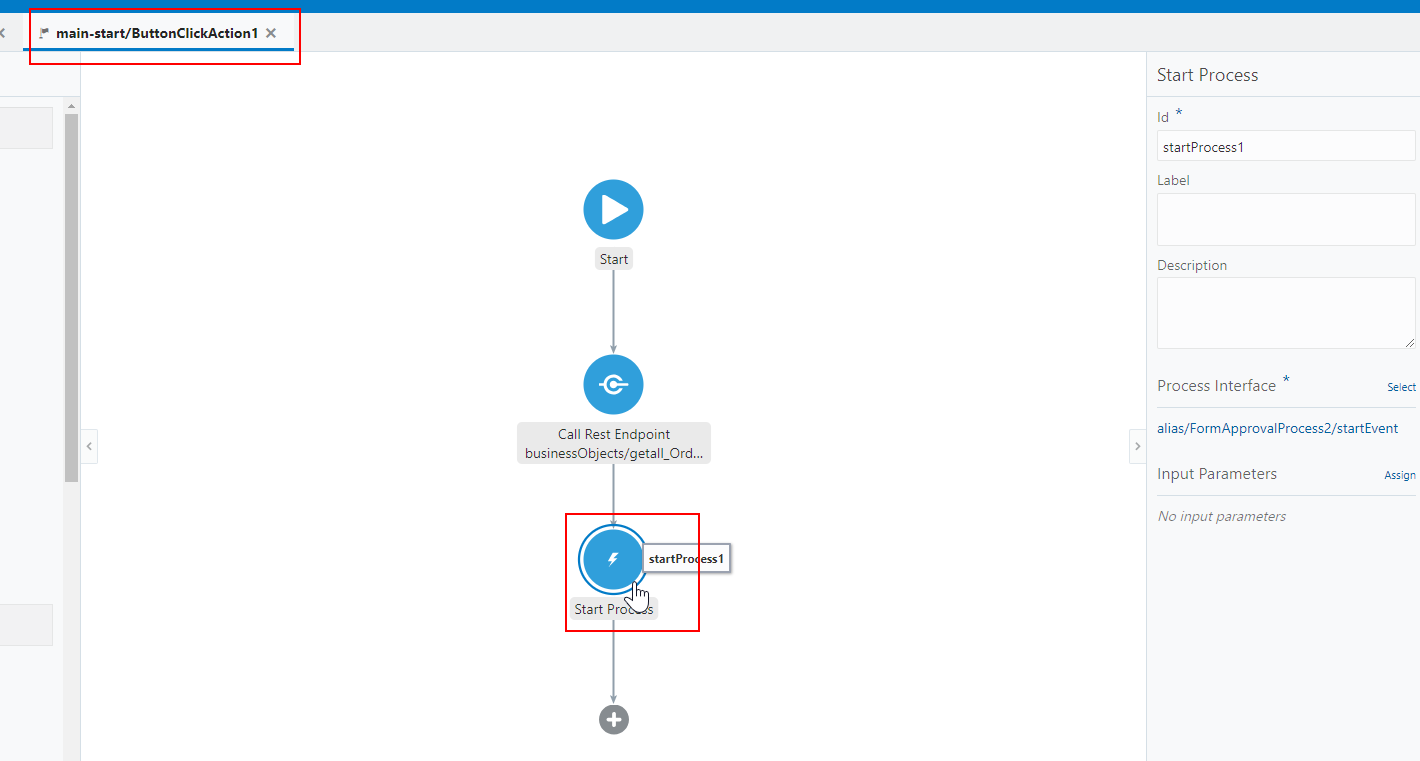 main-start/ButtonClickAction1
Start
Call Rest Endpoint
businessObjects/getall_Ord...
startProcess1
Start Process
Start Process
Id *
startProcess1
Label
Description
Process Interface * Select
alias/FormApprovalProcess2/startEvent
Input Parameters Assign
No input parameters